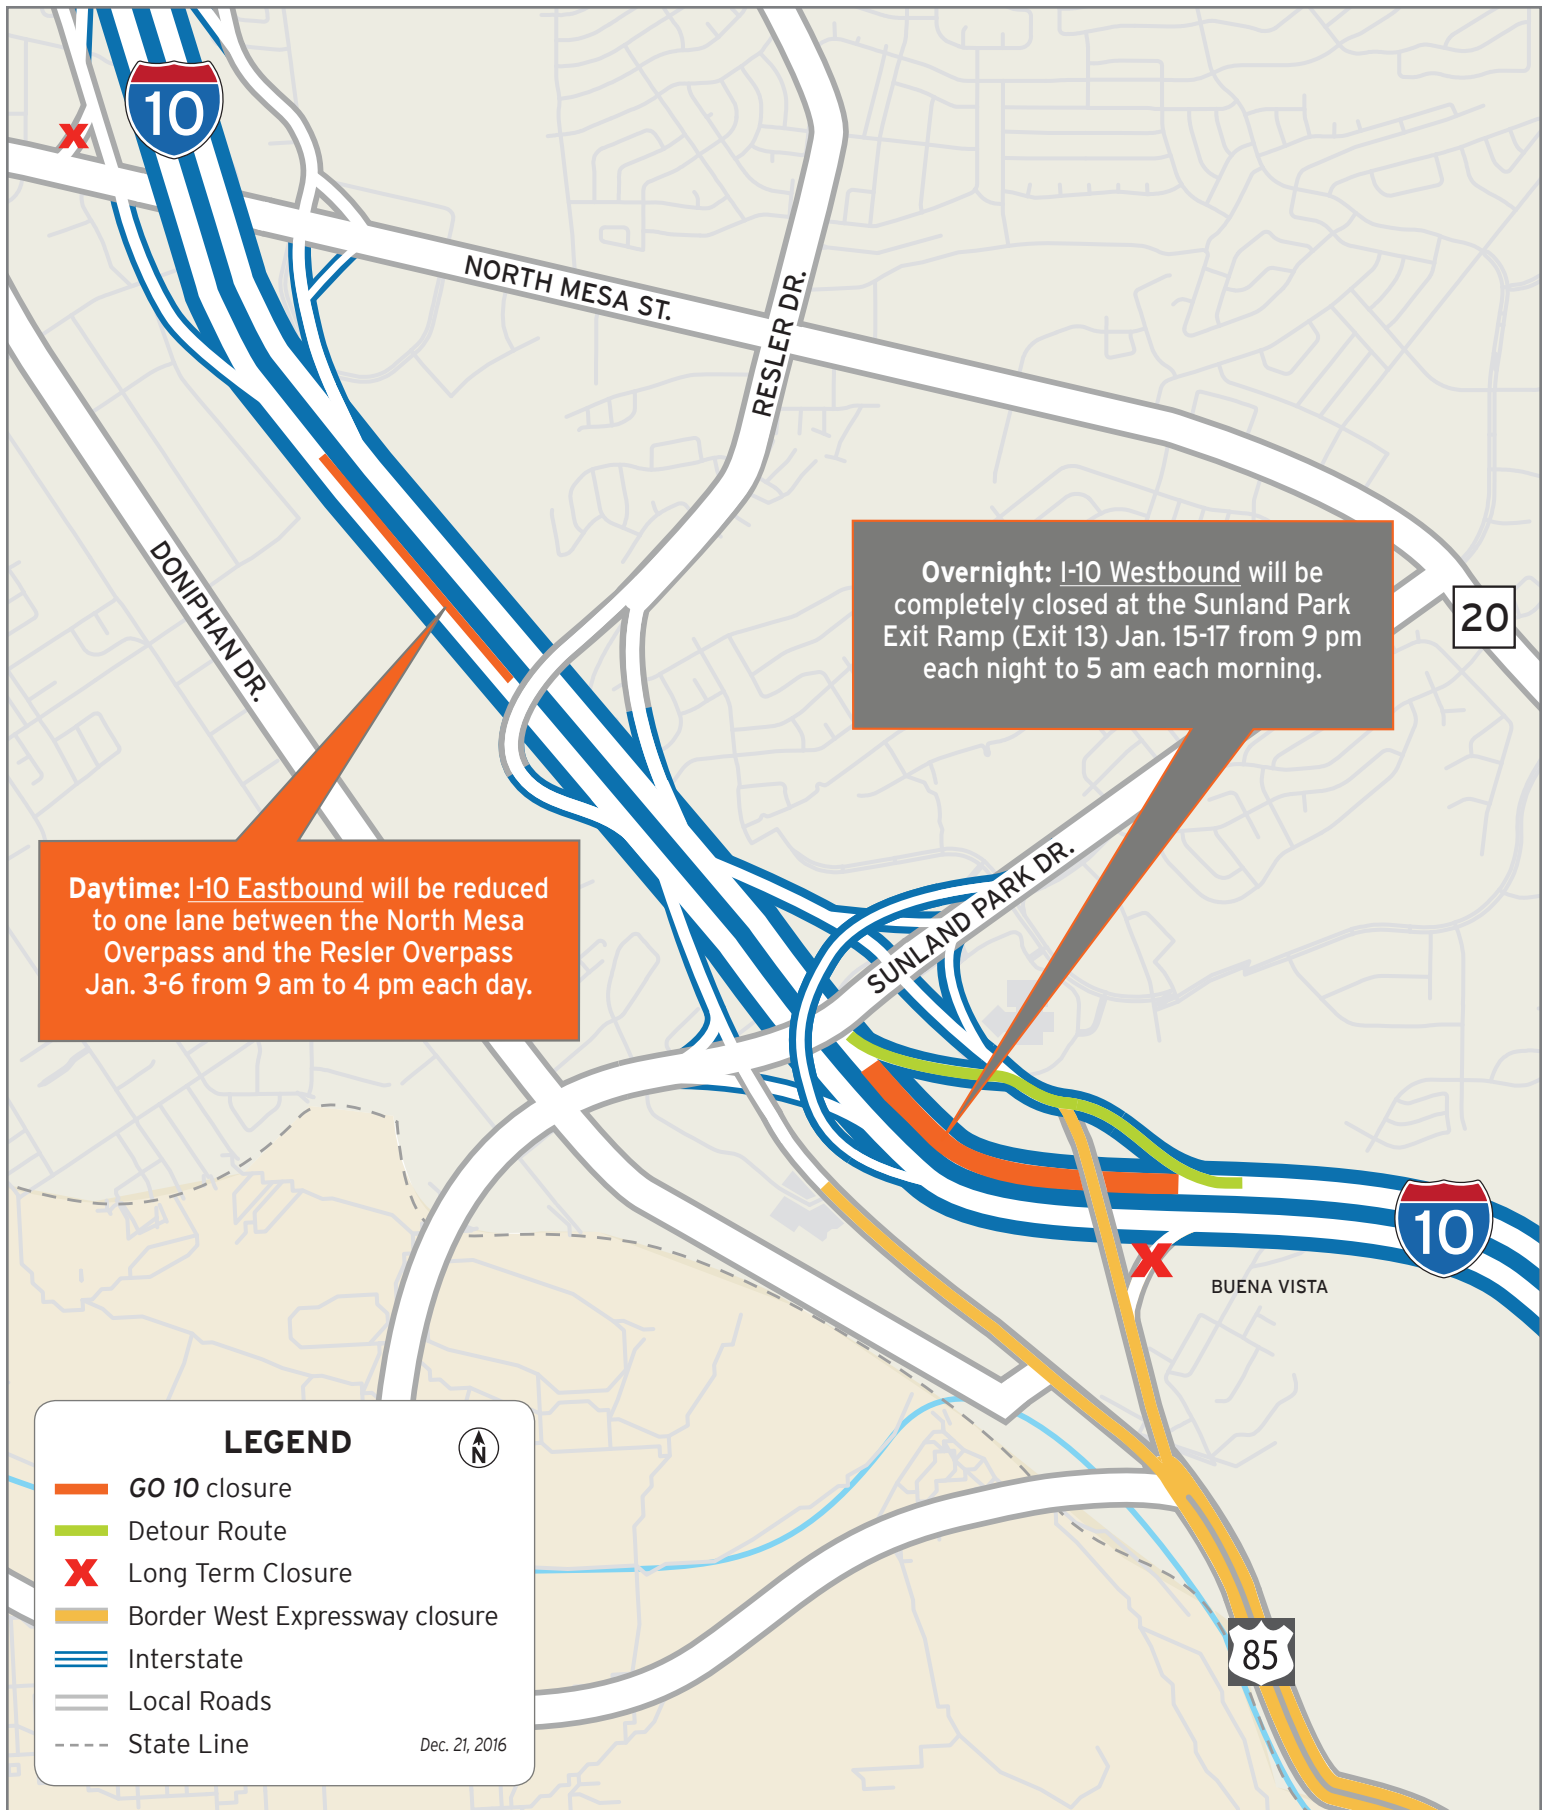 10
NORTH MESA ST.
RESLER DR.
DONIPHAN DR.
Overnight: I-10 Westbound will be
completely closed at the Sunland Park
Exit Ramp (Exit 13) Jan. 15-17 from 9 pm
each night to 5 am each morning.
20
SUNLAND PARK DR.
Daytime: I-10 Eastbound will be reduced
to one lane between the North Mesa
Overpass and the Resler Overpass
Jan. 3-6 from 9 am to 4 pm each day.
10
BUENA VISTA
LEGEND
N
GO 10 closure
Detour Route
X Long Term Closure
Border West Expressway closure
Interstate
Local Roads
State Line
Dec. 21, 2016
85